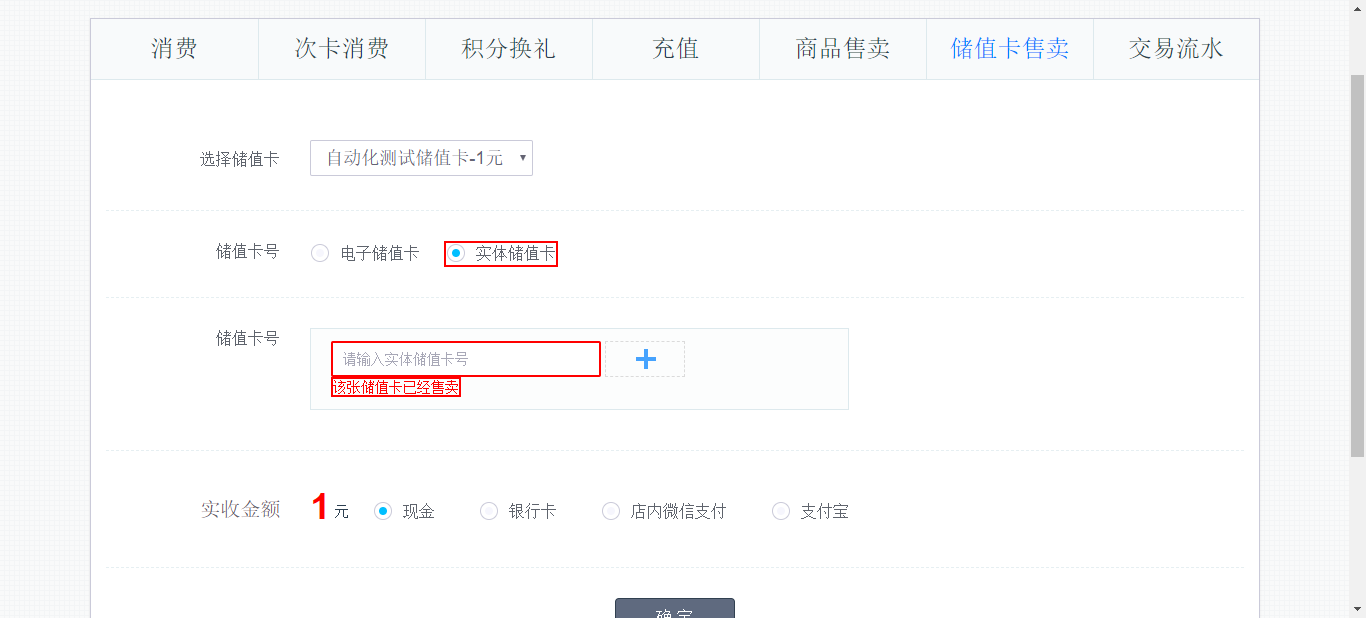 消费 次卡消费 积分换礼 充值 商品售卖 储值卡售卖 交易流水
选择储值卡 自动化测试储值卡-1元
储值卡号 电子储值卡 实体储值卡
储值卡号 请输入实体储值卡号
该张储值卡已经售卖
实收金额 1 元 现金 银行卡 店内微信支付 支付宝
确 定